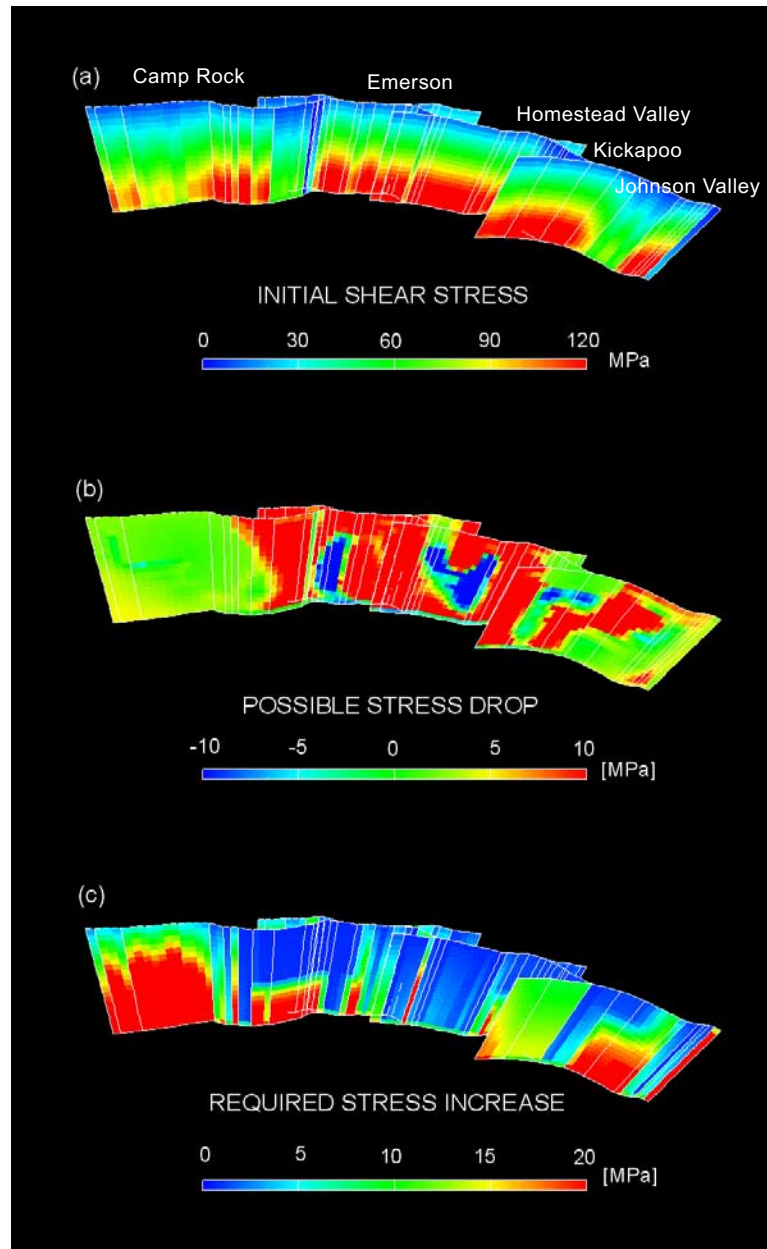 (a)
Camp Rock
Emerson
Homestead Valley
Kickapoo
Johnson Valley
INITIAL SHEAR STRESS
0 30 60 90 120
MPa
(b)
POSSIBLE STRESS DROP
-10 -5 0 5 10
[MPa]
(c)
REQUIRED STRESS INCREASE
0 5 10 15 20
[MPa]